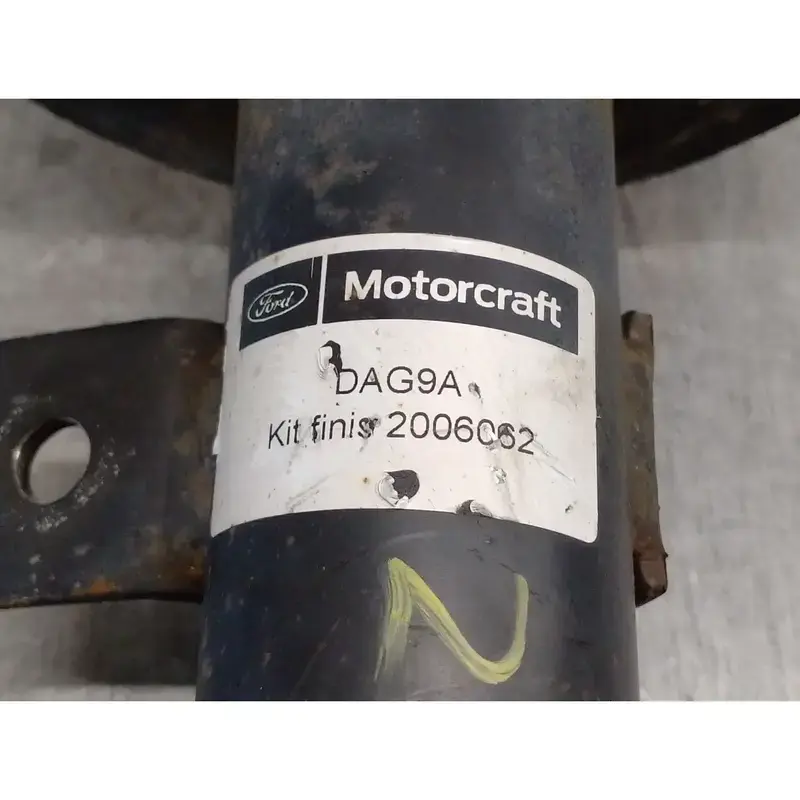 Ford Motorcraft
DAG9A
Kit finis 2006062
N